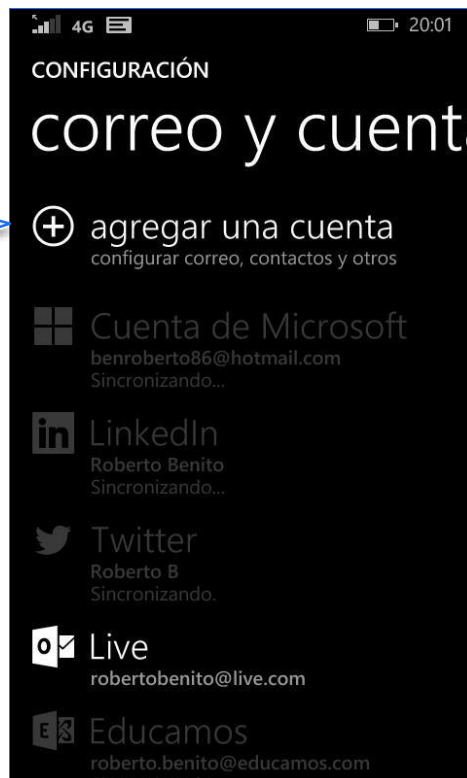 4G 20:01
CONFIGURACIÓN
correo y cuenta
agregar una cuenta
configurar correo, contactos y otros
Cuenta de Microsoft
benroberto86@hotmail.com
Sincronizando...
in LinkedIn
Roberto Benito
Sincronizando...
Twitter
Roberto B
Sincronizando.
O Live
robertobenito@live.com
E Educamos
roberto.benito@educamos.com